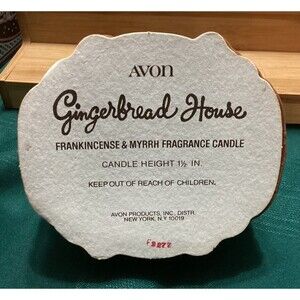 AVON
Gingerbread House
FRANKINCENSE & MYRRH FRAGRANCE CANDLE
CANDLE HEIGHT 1½ IN.
KEEP OUT OF REACH OF CHILDREN.
AVON PRODUCTS, INC. DISTR.
NEW YORK, N.Y. 10019